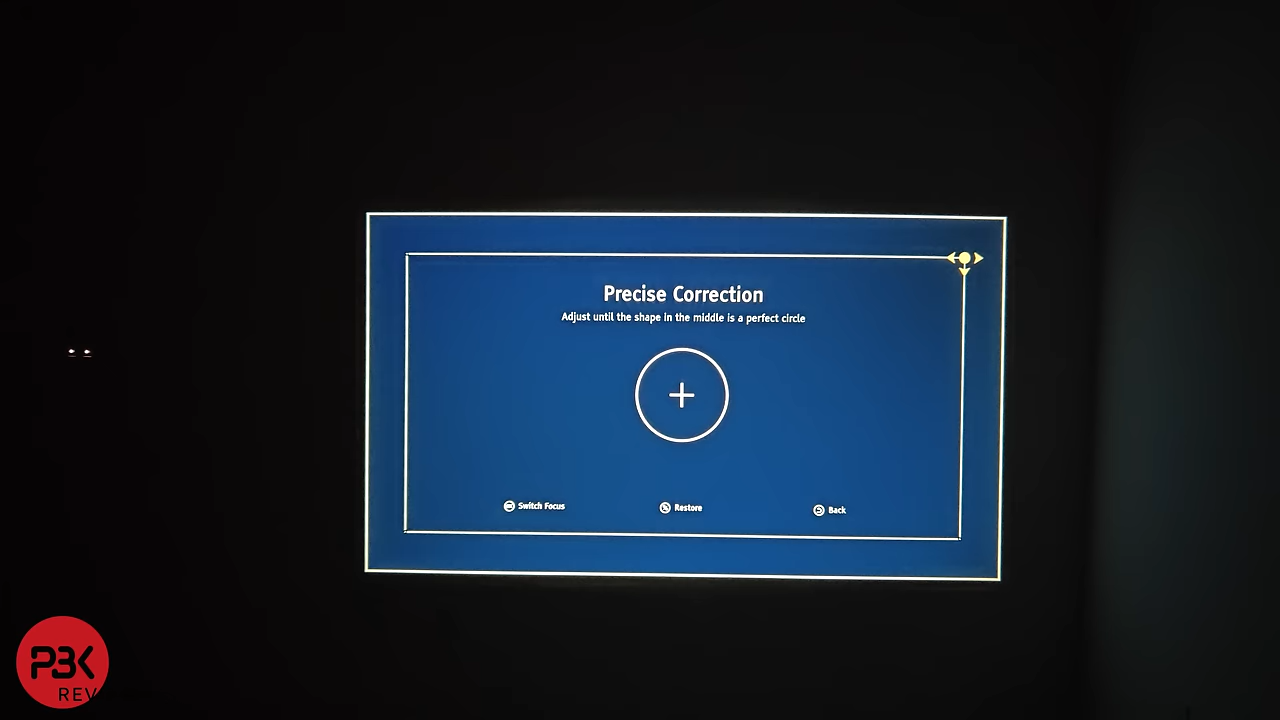 Precise Correction
Adjust until the shape in the middle is a perfect circle
Switch Focus
Restore
Back
PBK
REV